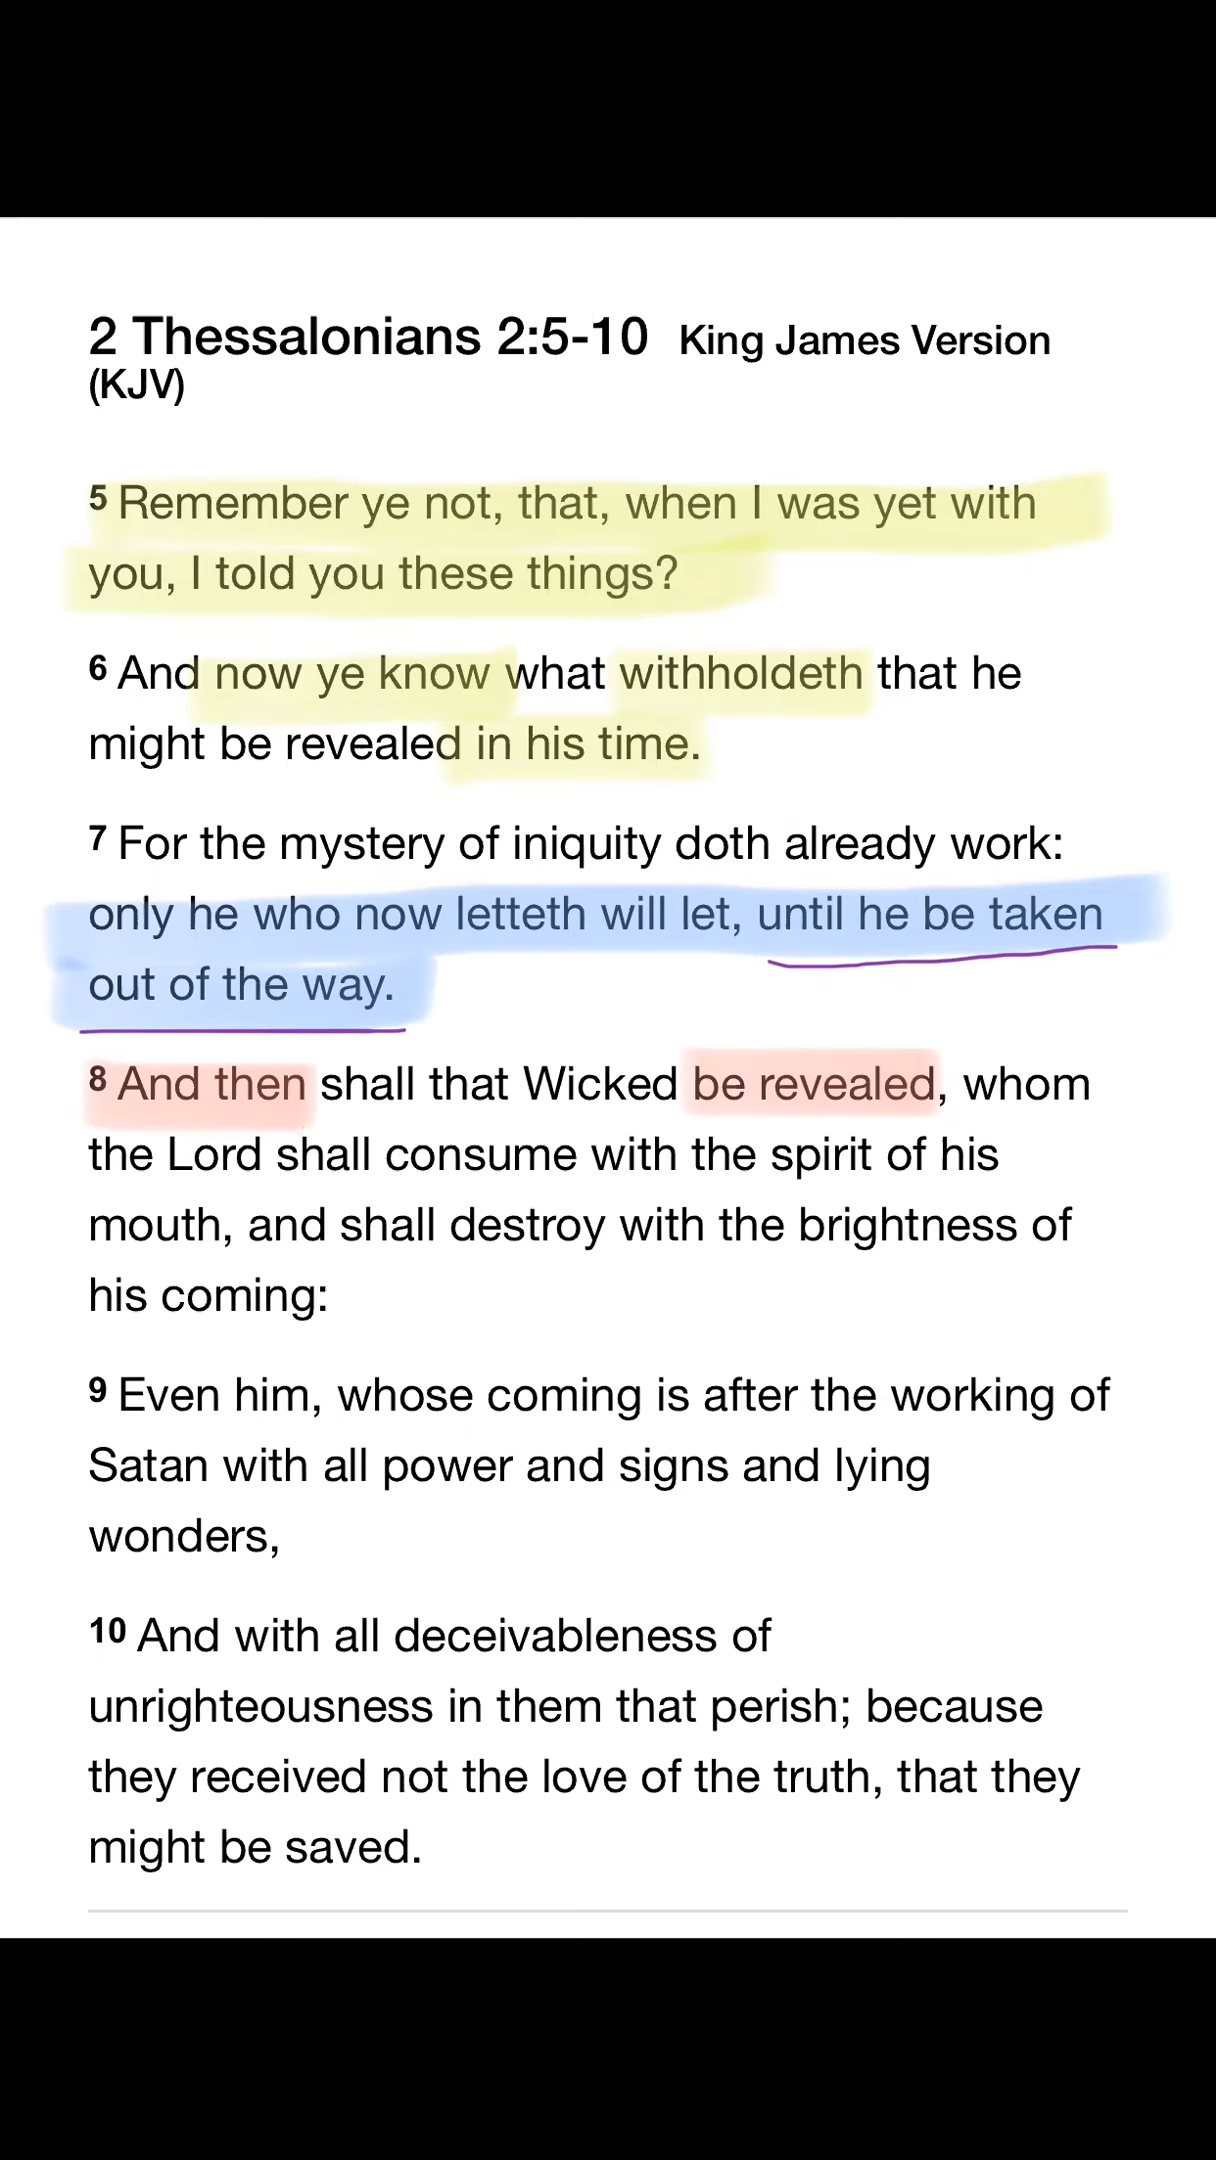 2 Thessalonians 2:5-10 King James Version
(KJV)
5 Remember ye not, that, when I was yet with
you, I told you these things?
6 And now ye know what withholdeth that he
might be revealed in his time.
7 For the mystery of iniquity doth already work:
only he who now letteth will let, until he be taken
out of the way.
8 And then shall that Wicked be revealed, whom
the Lord shall consume with the spirit of his
mouth, and shall destroy with the brightness of
his coming:
9 Even him, whose coming is after the working of
Satan with all power and signs and lying
wonders,
10 And with all deceivableness of
unrighteousness in them that perish; because
they received not the love of the truth, that they
might be saved.